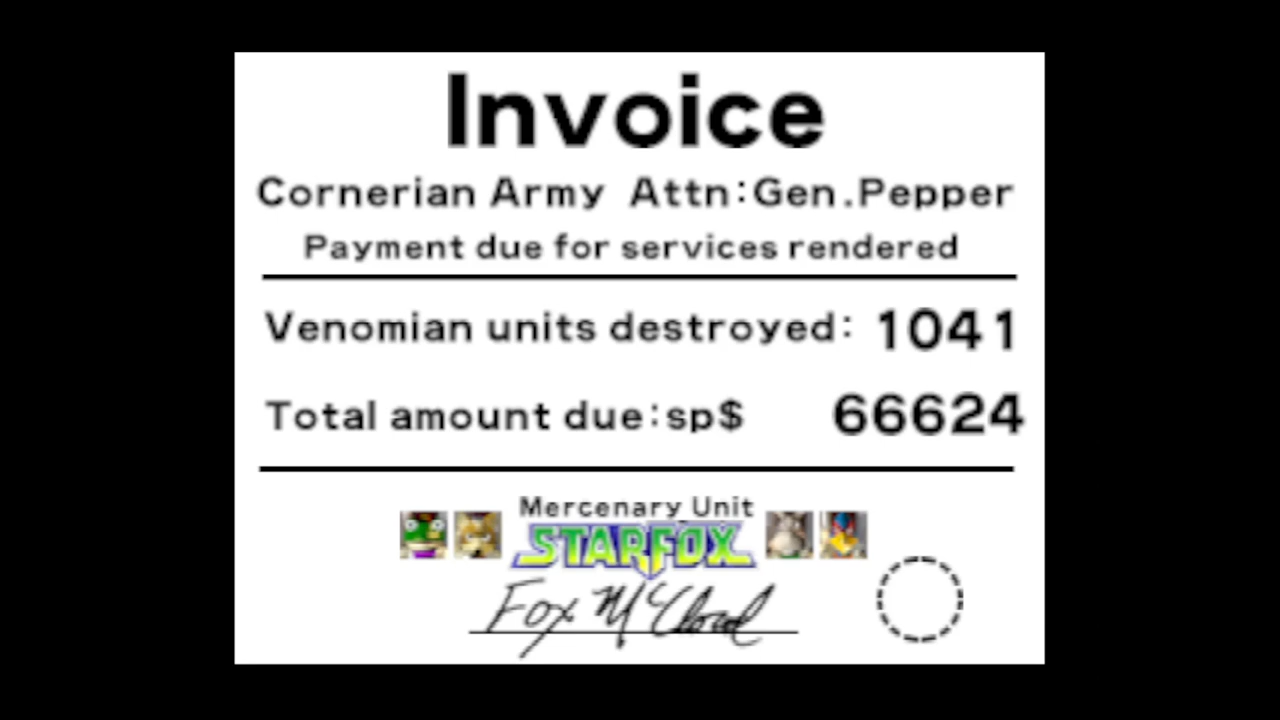 Invoice
Cornerian Army Attn:Gen.Pepper
Payment due for services rendered
Venomian units destroyed: 1041
Total amount due:sp$ 66624
Mercenary Unit
STARFOX
Fox McCloud